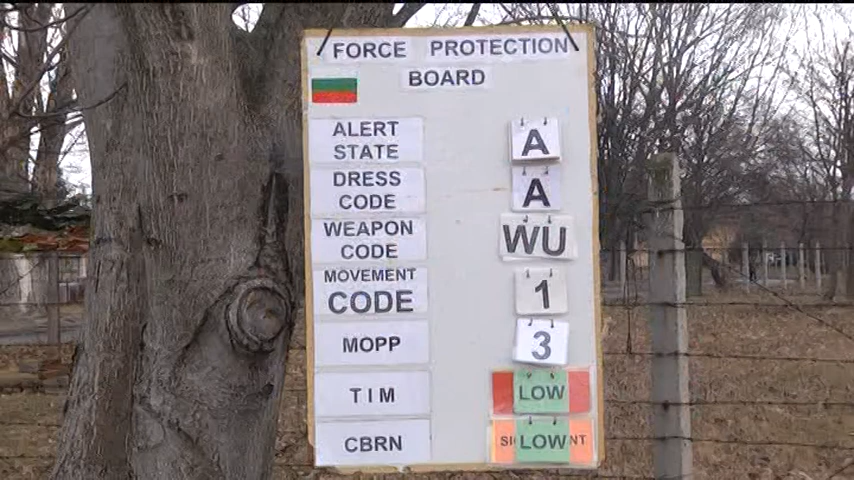 FORCE PROTECTION
BOARD
ALERT STATE A
DRESS CODE A
WEAPON CODE WU
MOVEMENT CODE 1
MOPP 3
TIM LOW
CBRN LOW